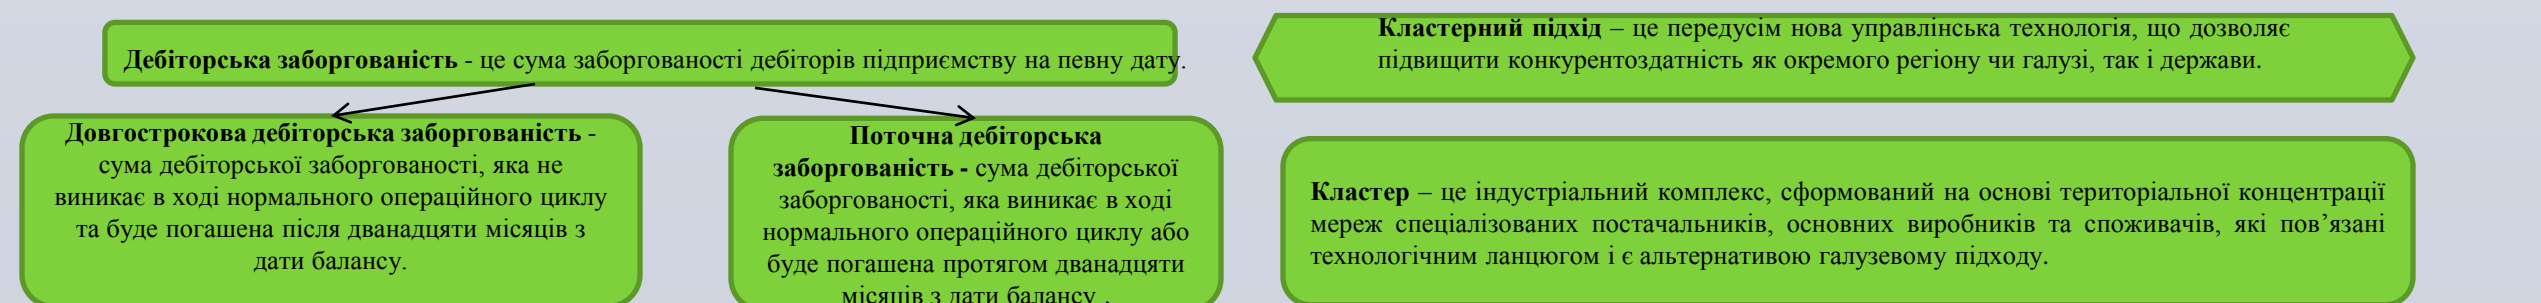 Дебіторська заборгованість - це сума заборгованості дебіторів підприємству на певну дату.
Довгострокова дебіторська заборгованість -
сума дебіторської заборгованості, яка не
виникає в ході нормального операційного циклу
та буде погашена після дванадцяти місяців з
дати балансу.
Поточна дебіторська
заборгованість - сума дебіторської
заборгованості, яка виникає в ході
нормального операційного циклу або
буде погашена протягом дванадцяти
місяців з дати балансу .
Кластерний підхід – це передусім нова управлінська технологія, що дозволяє
підвищити конкурентоздатність як окремого регіону чи галузі, так і держави.
Кластер – це індустріальний комплекс, сформований на основі територіальної концентрації
мереж спеціалізованих постачальників, основних виробників та споживачів, які пов’язані
технологічним ланцюгом і є альтернативою галузевому підходу.